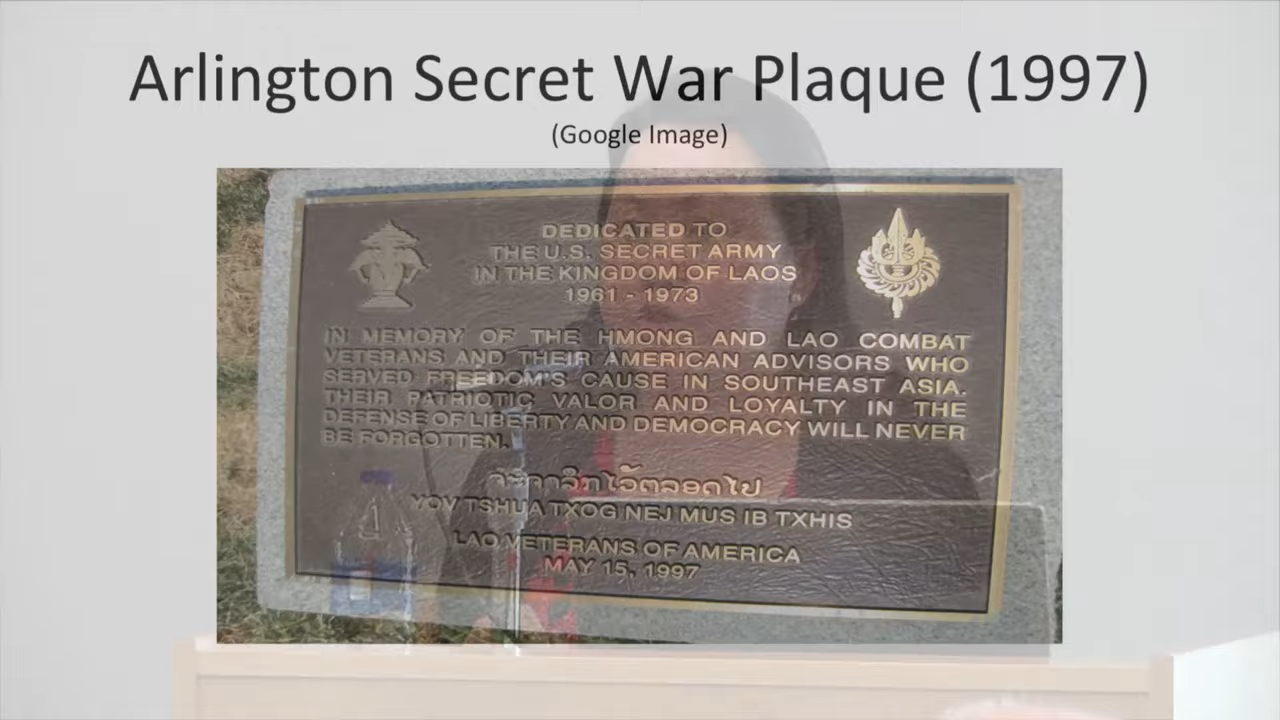 Arlington Secret War Plaque (1997)
(Google Image)
DEDICATED TO
THE U.S. SECRET ARMY
IN THE KINGDOM OF LAOS
1961 - 1973
IN MEMORY OF THE HMONG AND LAO COMBAT
VETERANS AND THEIR AMERICAN ADVISORS WHO
SERVED FREEDOM'S CAUSE IN SOUTHEAST ASIA.
THEIR PATRIOTIC VALOR AND LOYALTY IN THE
DEFENSE OF LIBERTY AND DEMOCRACY WILL NEVER
BE FORGOTTEN.
YOV TSHUA TXOG NEJ MUS IB TXHIS
LAO VETERANS OF AMERICA
MAY 15, 1997